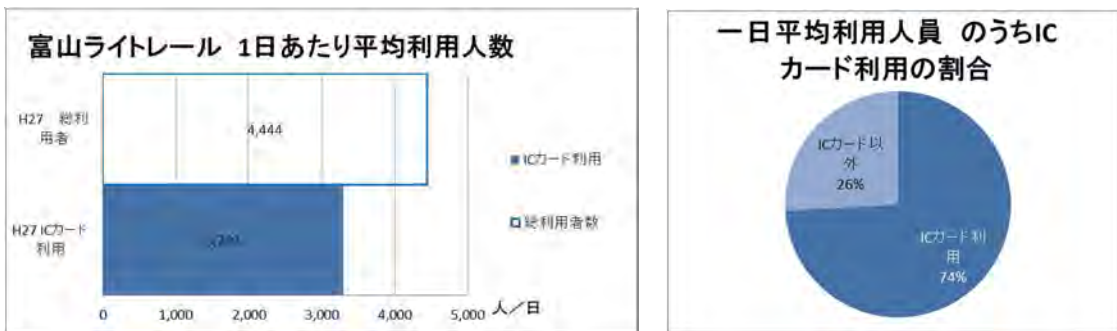 富山ライトレール 1日あたり平均利用人数
H27 総利
用者
4,444
H27 ICカード
利用
ICカード利用
総利用者数
0
1,000
2,000
3,000
4,000
5,000
人／日
一日平均利用人員 のうちIC
カード利用の割合
ICカード以
外
26%
ICカード利
用
74%